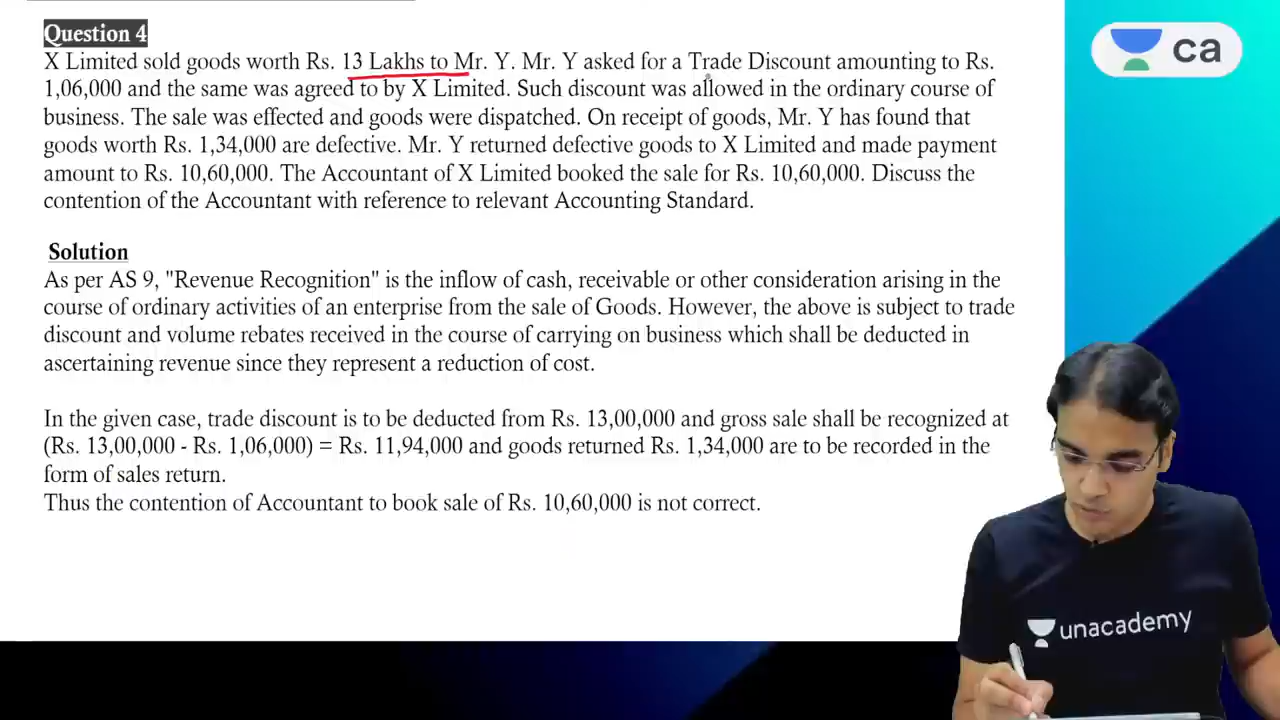 Question 4
X Limited sold goods worth Rs. 13 Lakhs to Mr. Y. Mr. Y asked for a Trade Discount amounting to Rs.
1,06,000 and the same was agreed to by X Limited. Such discount was allowed in the ordinary course of
business. The sale was effected and goods were dispatched. On receipt of goods, Mr. Y has found that
goods worth Rs. 1,34,000 are defective. Mr. Y returned defective goods to X Limited and made payment
amount to Rs. 10,60,000. The Accountant of X Limited booked the sale for Rs. 10,60,000. Discuss the
contention of the Accountant with reference to relevant Accounting Standard.
Solution
As per AS 9, "Revenue Recognition" is the inflow of cash, receivable or other consideration arising in the
course of ordinary activities of an enterprise from the sale of Goods. However, the above is subject to trade
discount and volume rebates received in the course of carrying on business which shall be deducted in
ascertaining revenue since they represent a reduction of cost.
In the given case, trade discount is to be deducted from Rs. 13,00,000 and gross sale shall be recognized at
(Rs. 13,00,000 - Rs. 1,06,000) = Rs. 11,94,000 and goods returned Rs. 1,34,000 are to be recorded in the
form of sales return.
Thus the contention of Accountant to book sale of Rs. 10,60,000 is not correct.
ca
unacademy